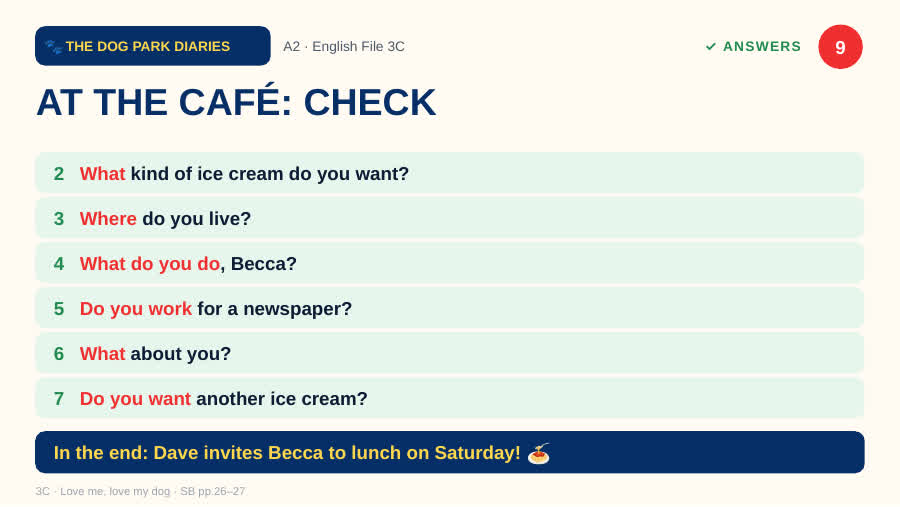 🐾 THE DOG PARK DIARIES
A2 · English File 3C
✓ ANSWERS
9
AT THE CAFÉ: CHECK
2 What kind of ice cream do you want?
3 Where do you live?
4 What do you do, Becca?
5 Do you work for a newspaper?
6 What about you?
7 Do you want another ice cream?
In the end: Dave invites Becca to lunch on Saturday! 🍝
3C · Love me, love my dog · SB pp.26–27